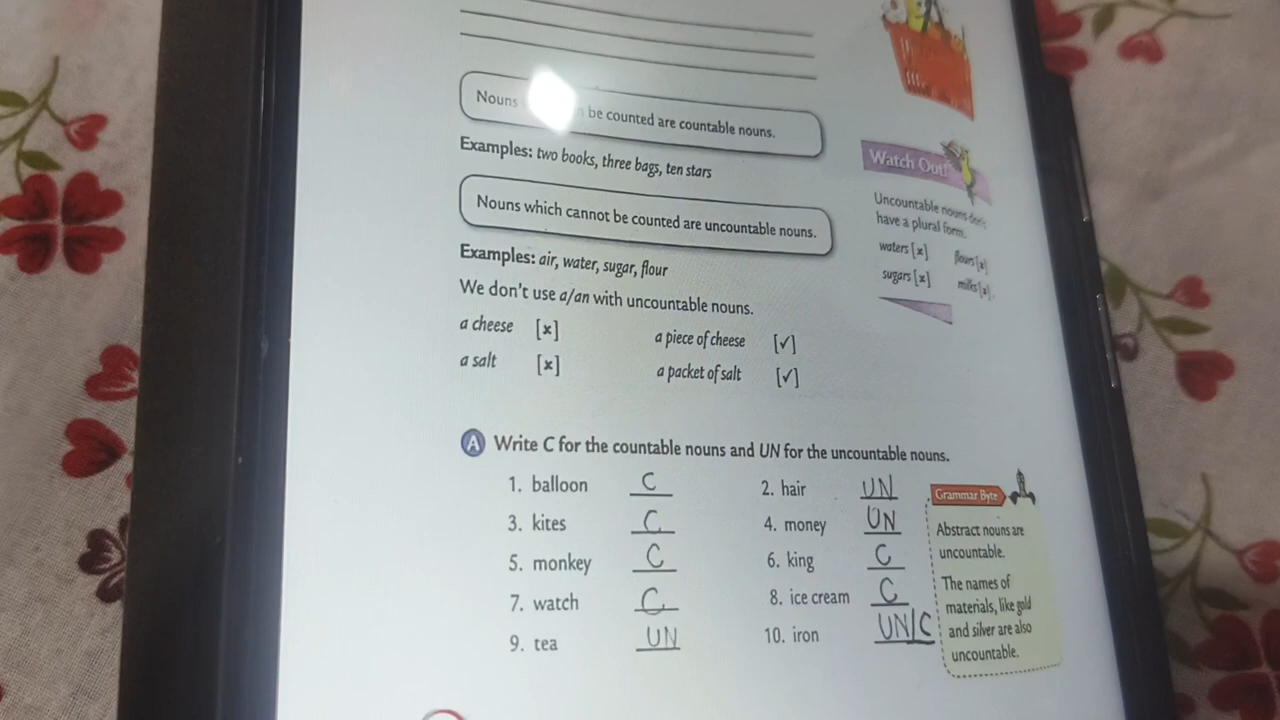 Nouns be counted are countable nouns.
Examples: two books, three bags, ten stars
Nouns which cannot be counted are uncountable nouns.
Examples: air, water, sugar, flour
We don't use a/an with uncountable nouns.
a cheese [x] a piece of cheese [✓]
a salt [x] a packet of salt [✓]
Watch Out!
Uncountable nouns don't
have a plural form.
waters [x] flours [x]
sugars [x] milks [x].
A Write C for the countable nouns and UN for the uncountable nouns.
1. balloon C 2. hair UN
3. kites C 4. money UN
5. monkey C 6. king C
7. watch C 8. ice cream C
9. tea UN 10. iron UN/C
Grammar Byte
Abstract nouns are
uncountable.
The names of
materials, like gold
and silver are also
uncountable.